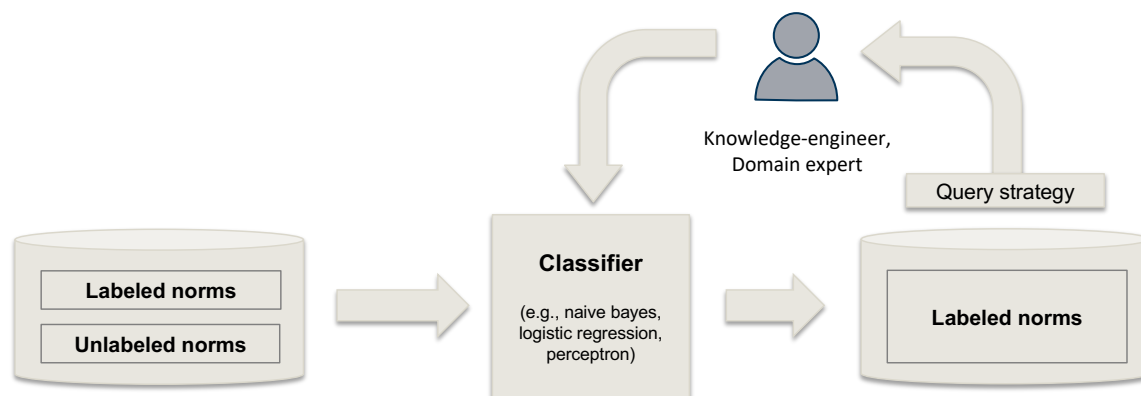 Knowledge-engineer,
Domain expert
Query strategy
Labeled norms
Unlabeled norms
Classifier
(e.g., naive bayes,
logistic regression,
perceptron)
Labeled norms